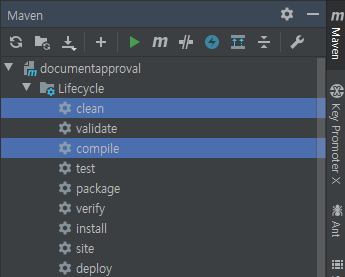 Maven
m
documentapproval
Lifecycle
clean
validate
compile
test
package
verify
install
site
deploy
Maven
Key Promoter X
Ant